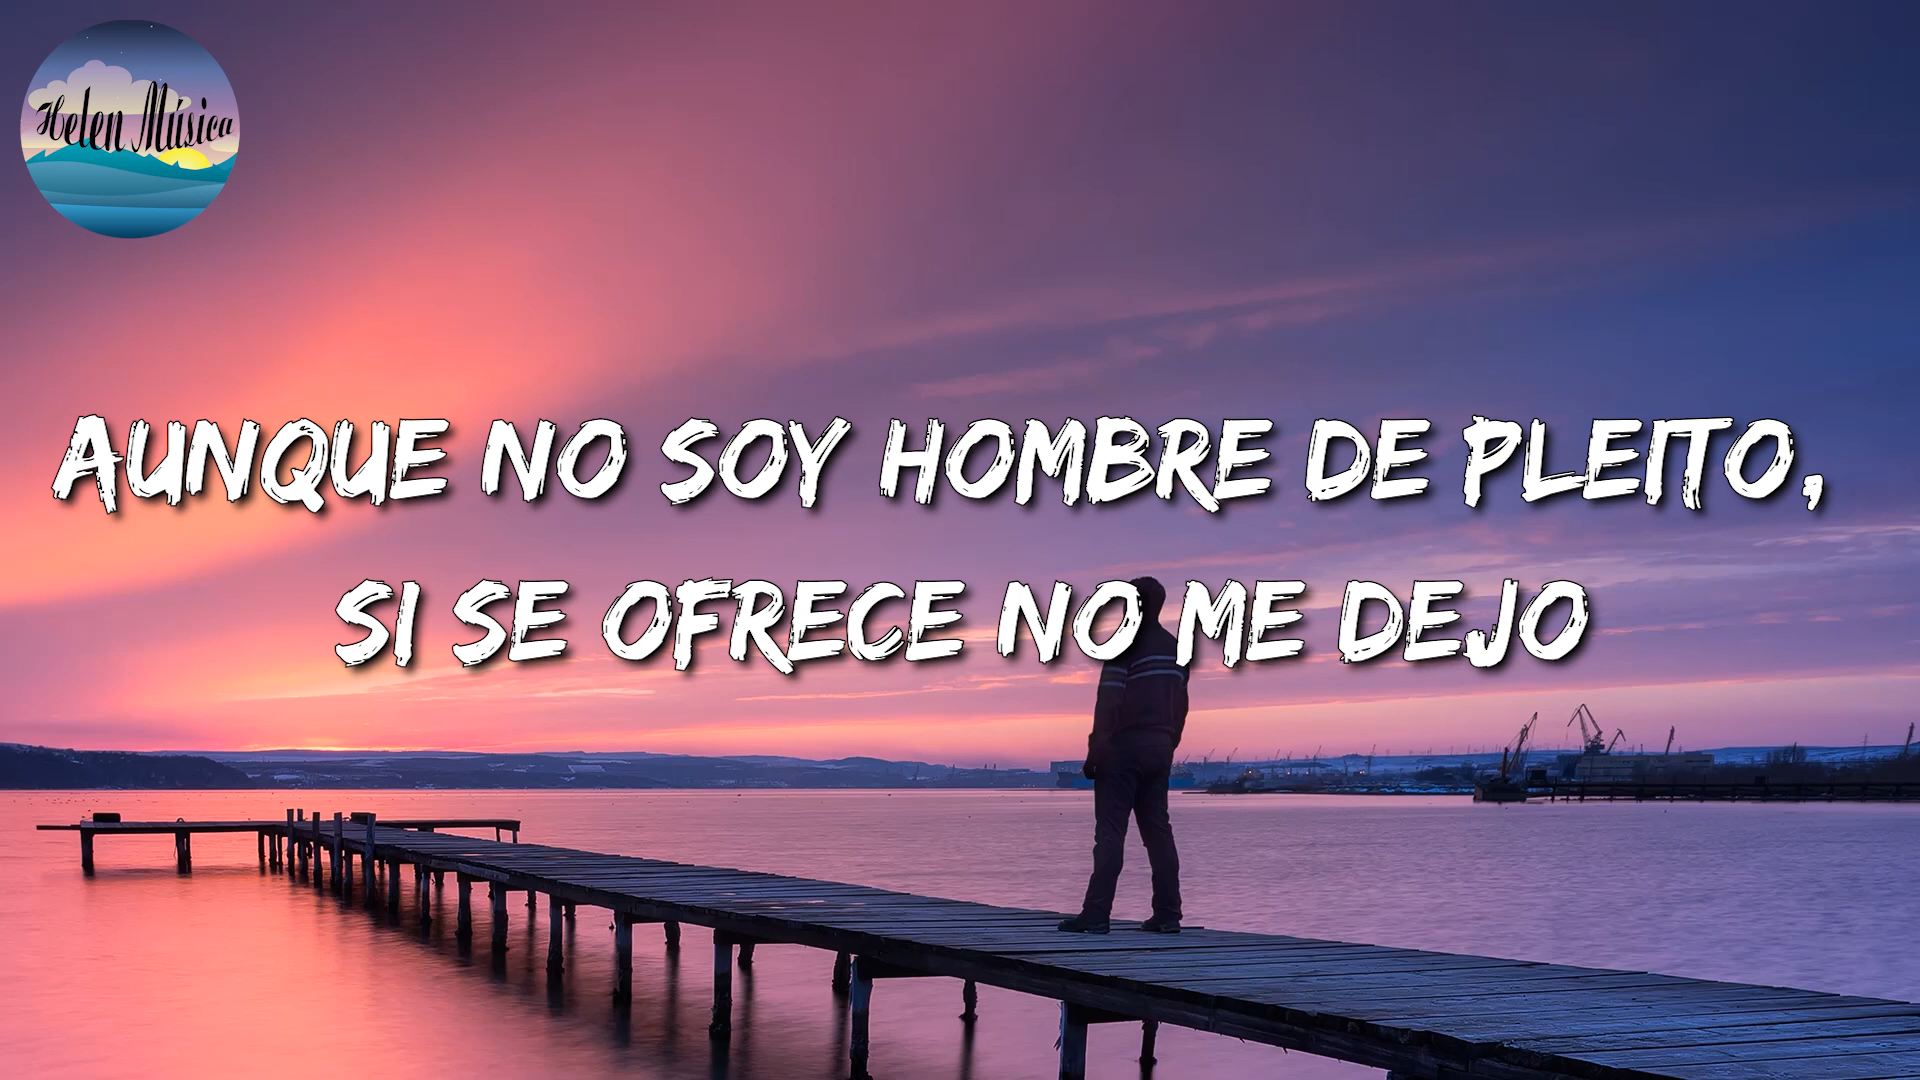 Helen Música
AUNQUE NO SOY HOMBRE DE PLEITO,
SI SE OFRECE NO ME DEJO